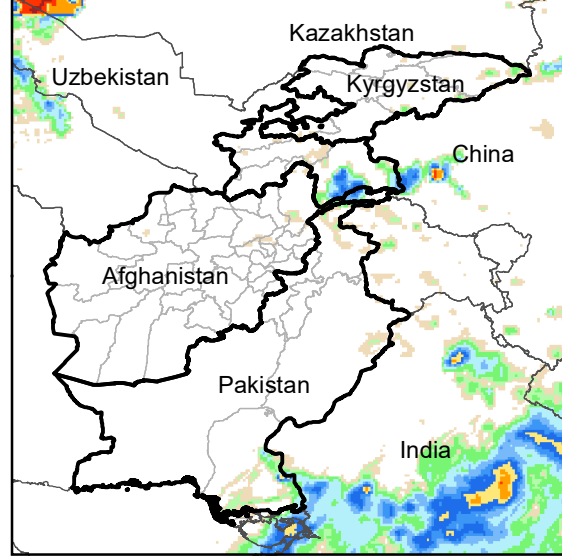 Kazakhstan
Uzbekistan
Kyrgyzstan
China
Afghanistan
Pakistan
India